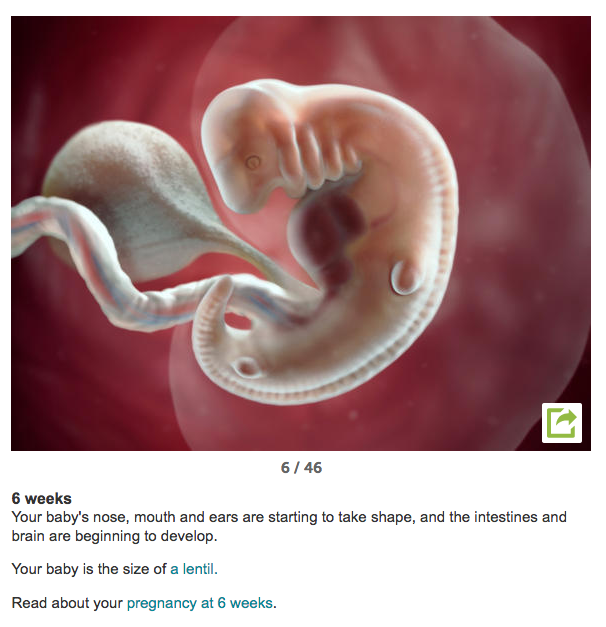 6 / 46
6 weeks
Your baby's nose, mouth and ears are starting to take shape, and the intestines and
brain are beginning to develop.
Your baby is the size of a lentil.
Read about your pregnancy at 6 weeks.